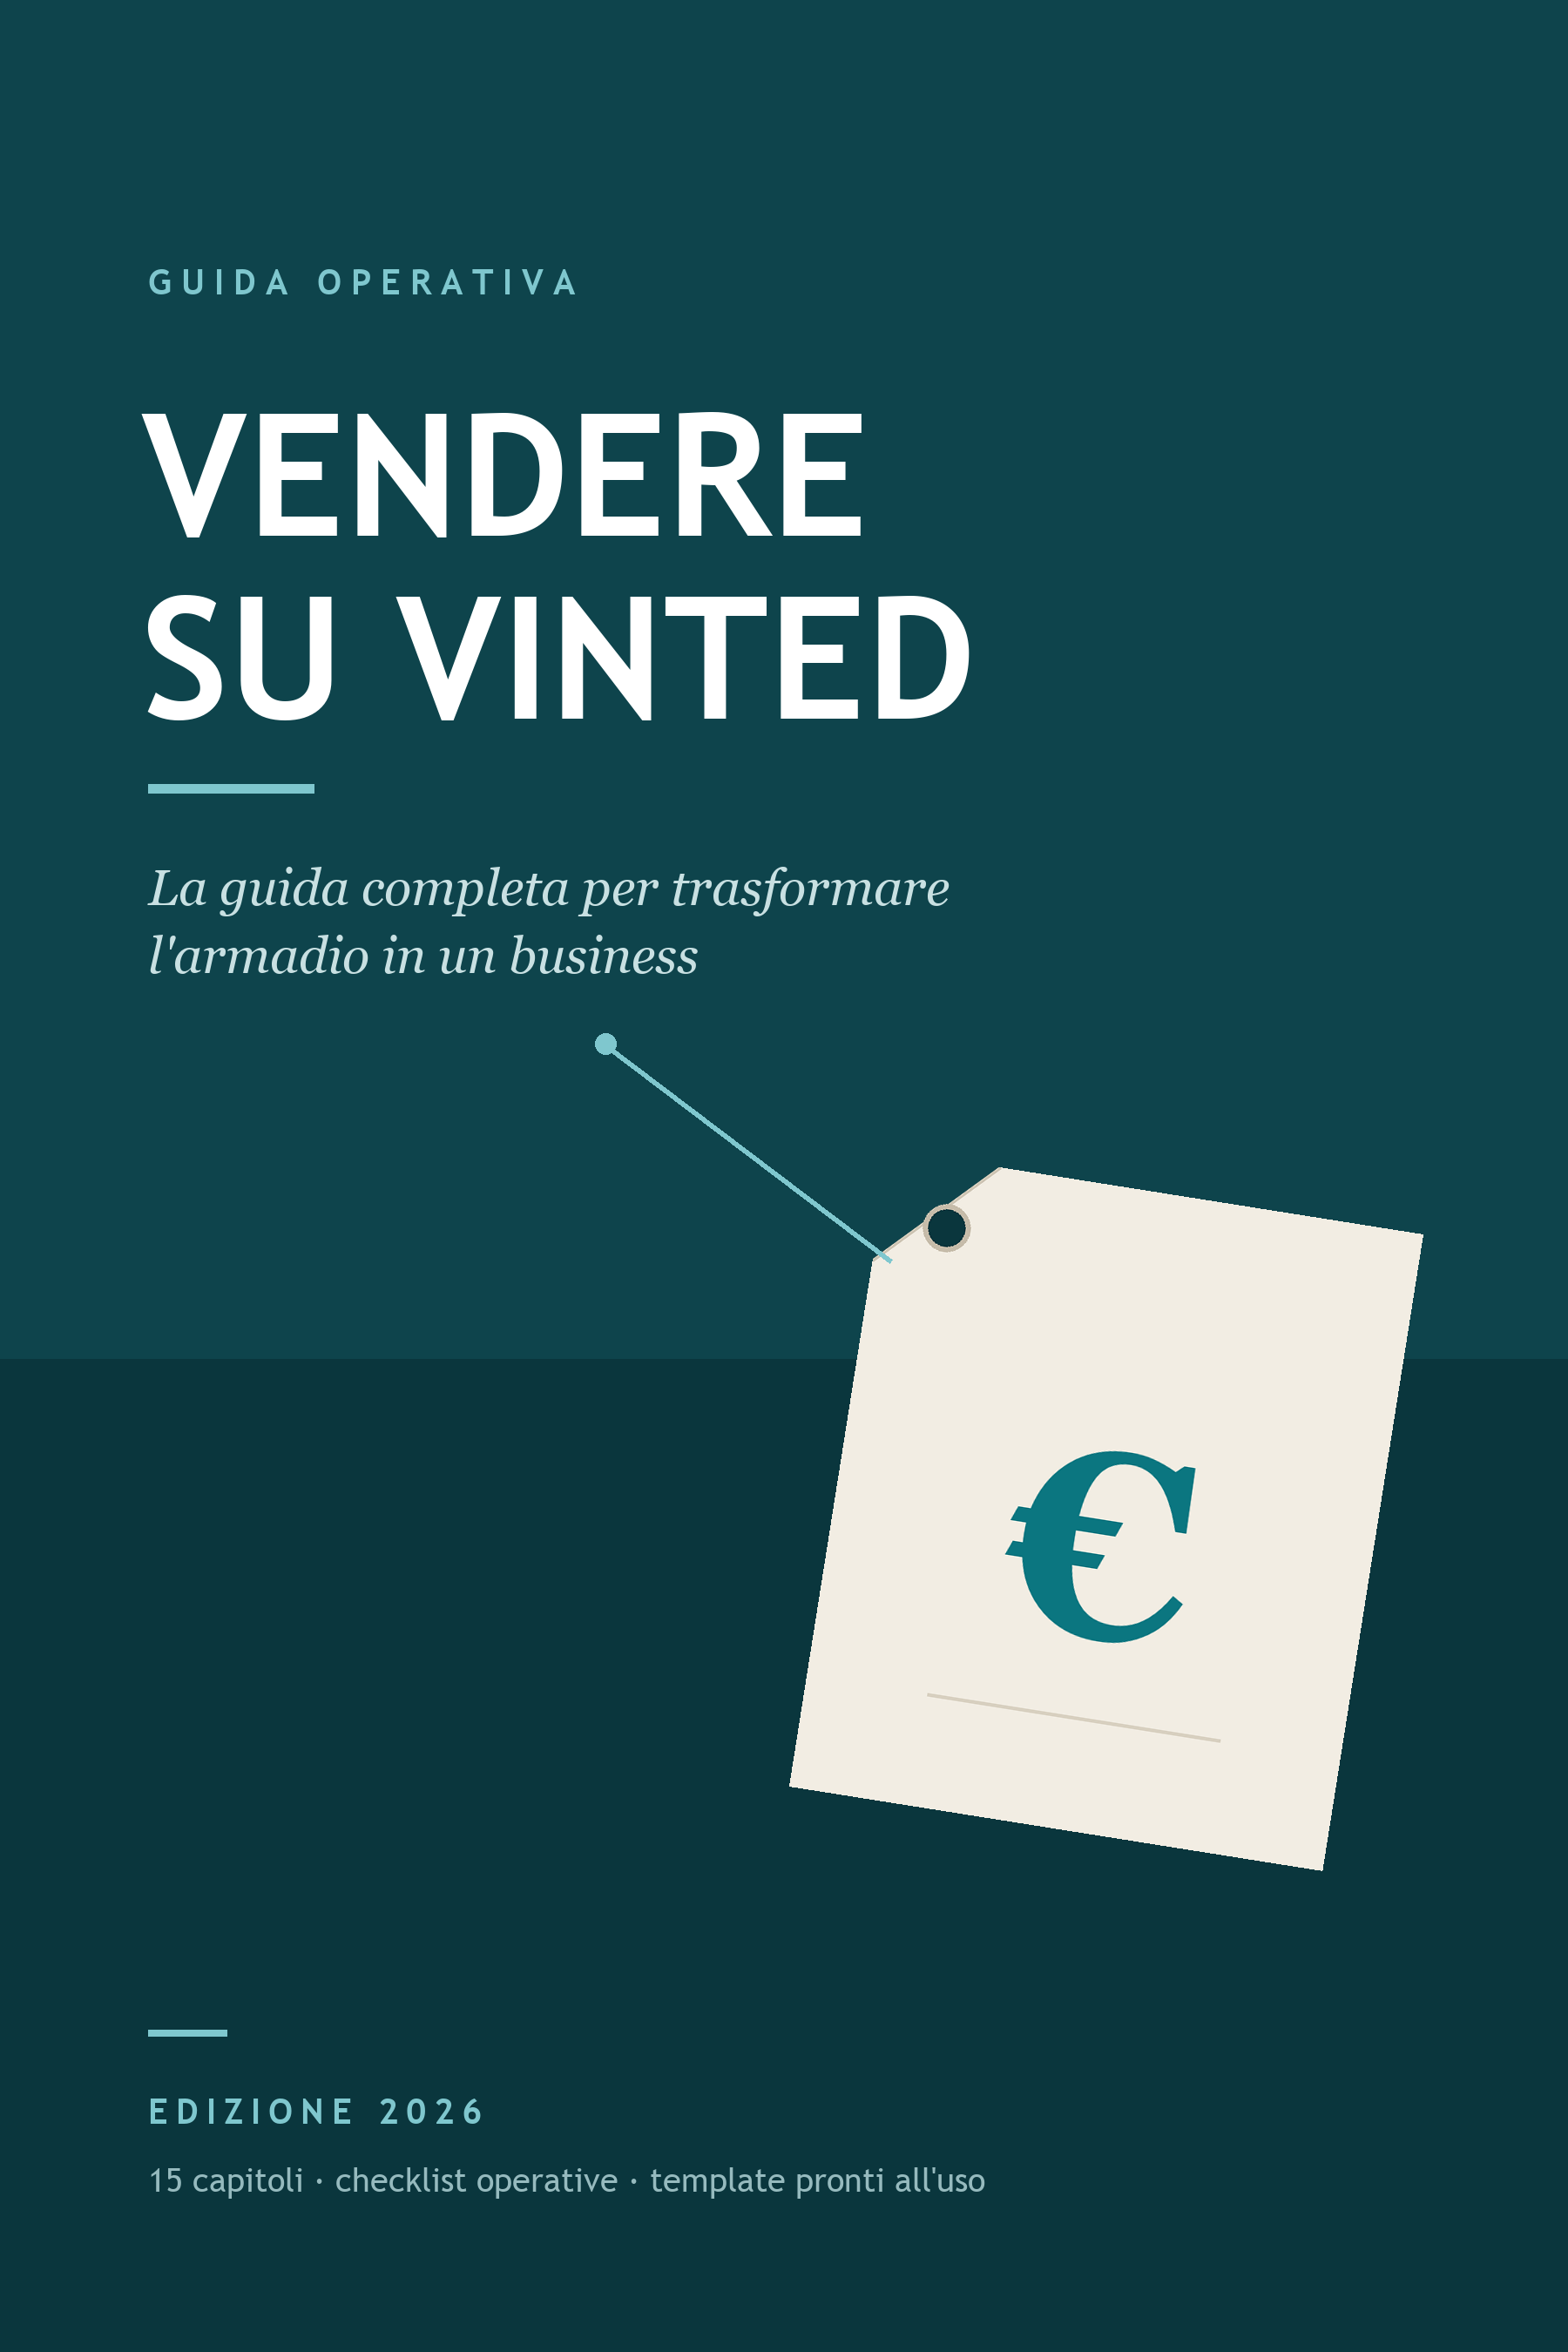 GUIDA OPERATIVA
VENDERE
SU VINTED
La guida completa per trasformare
l'armadio in un business
€
EDIZIONE 2026
15 capitoli · checklist operative · template pronti all'uso